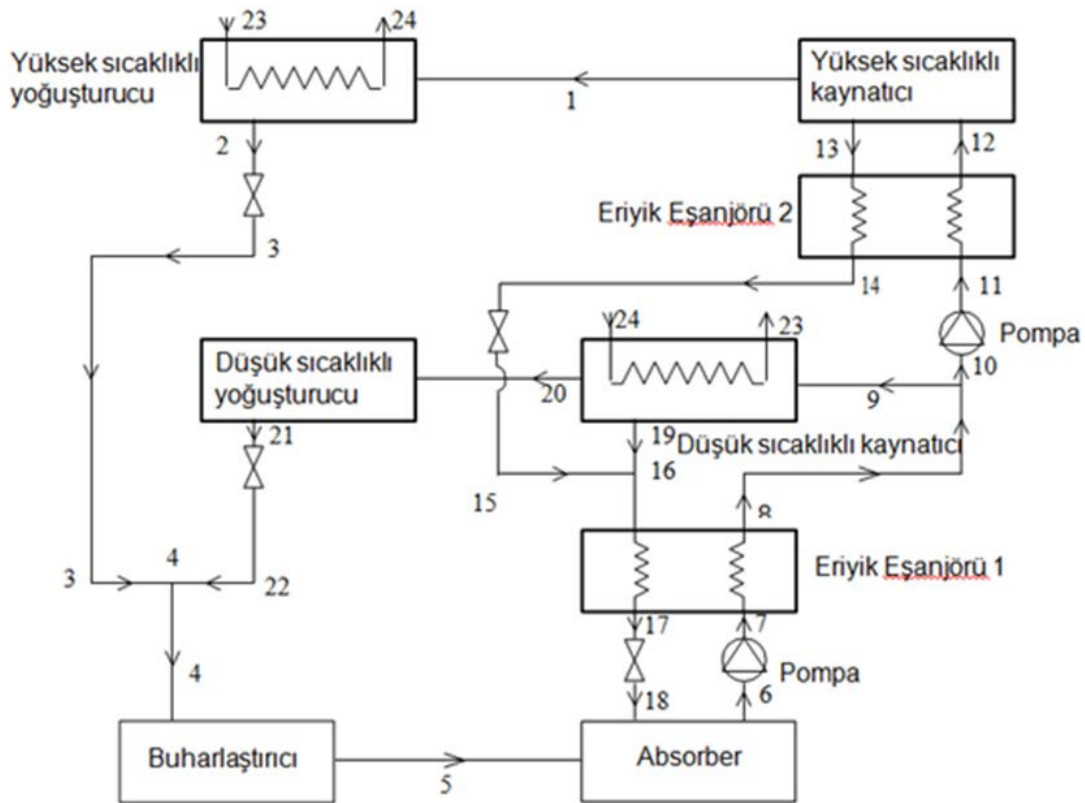 23
24
Yüksek sıcaklıklı
yoğuşturucu
Yüksek sıcaklıklı
kaynatıcı
1
2
13
12
Eriyik Eşanjörü 2
3
14
11
Pompa
24
23
10
Düşük sıcaklıklı
yoğuşturucu
20
9
21
19
Düşük sıcaklıklı kaynatıcı
16
15
8
4
3
22
Eriyik Eşanjörü 1
17
7
4
Pompa
18
6
Buharlaştırıcı
Absorber
5